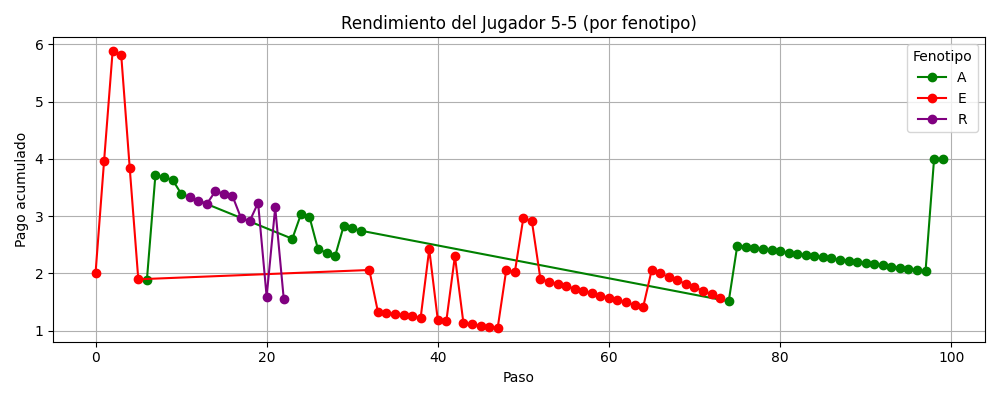 Rendimiento del Jugador 5-5 (por fenotipo)
Pago acumulado
6
5
4
3
2
1
0
20
40
60
80
100
Paso
Fenotipo
A
E
R